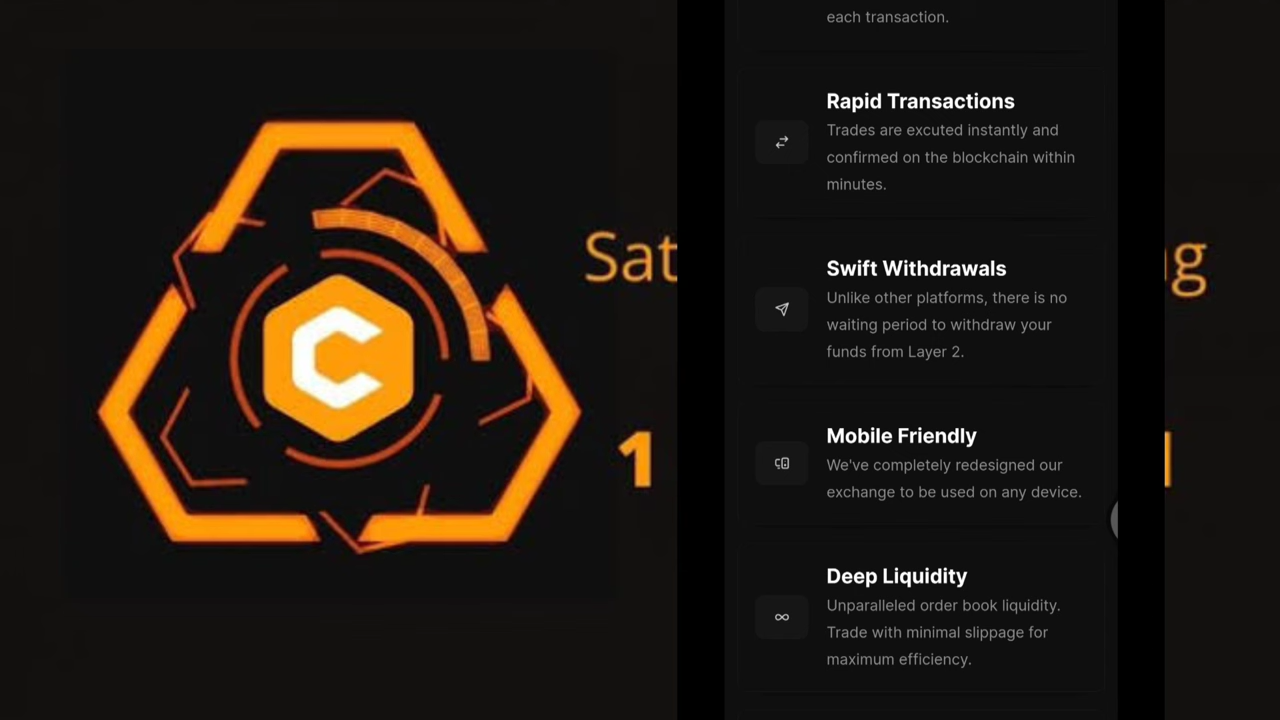 each transaction.
Rapid Transactions
Trades are excuted instantly and
confirmed on the blockchain within
minutes.
Swift Withdrawals
Unlike other platforms, there is no
waiting period to withdraw your
funds from Layer 2.
Mobile Friendly
We've completely redesigned our
exchange to be used on any device.
Deep Liquidity
Unparalleled order book liquidity.
Trade with minimal slippage for
maximum efficiency.
C
1